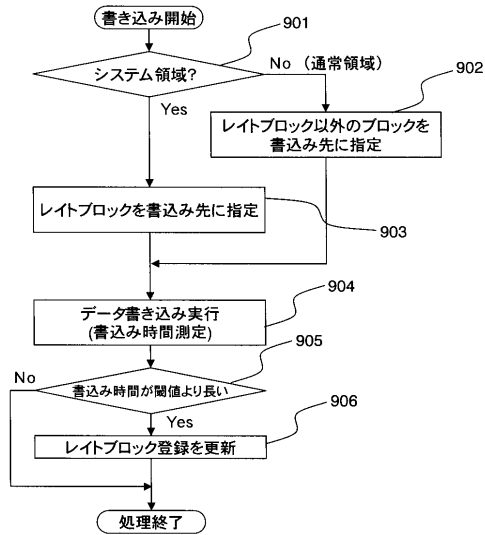 書き込み開始
901
システム領域?
No (通常領域)
902
Yes
レイトブロック以外のブロックを
書込み先に指定
レイトブロックを書込み先に指定
903
904
データ書き込み実行
(書込み時間測定)
905
No
書込み時間が閾値より長い
906
Yes
レイトブロック登録を更新
処理終了